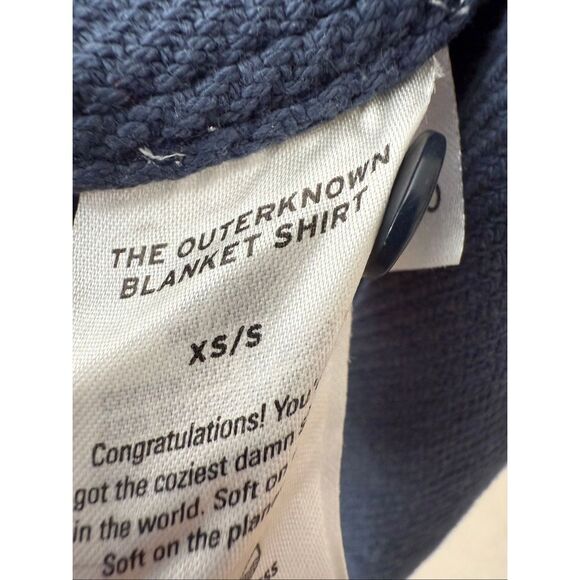 THE OUTERKNOWN
BLANKET SHIRT
XS/S
Congratulations! You
got the coziest damn
in the world. Soft on
Soft on the